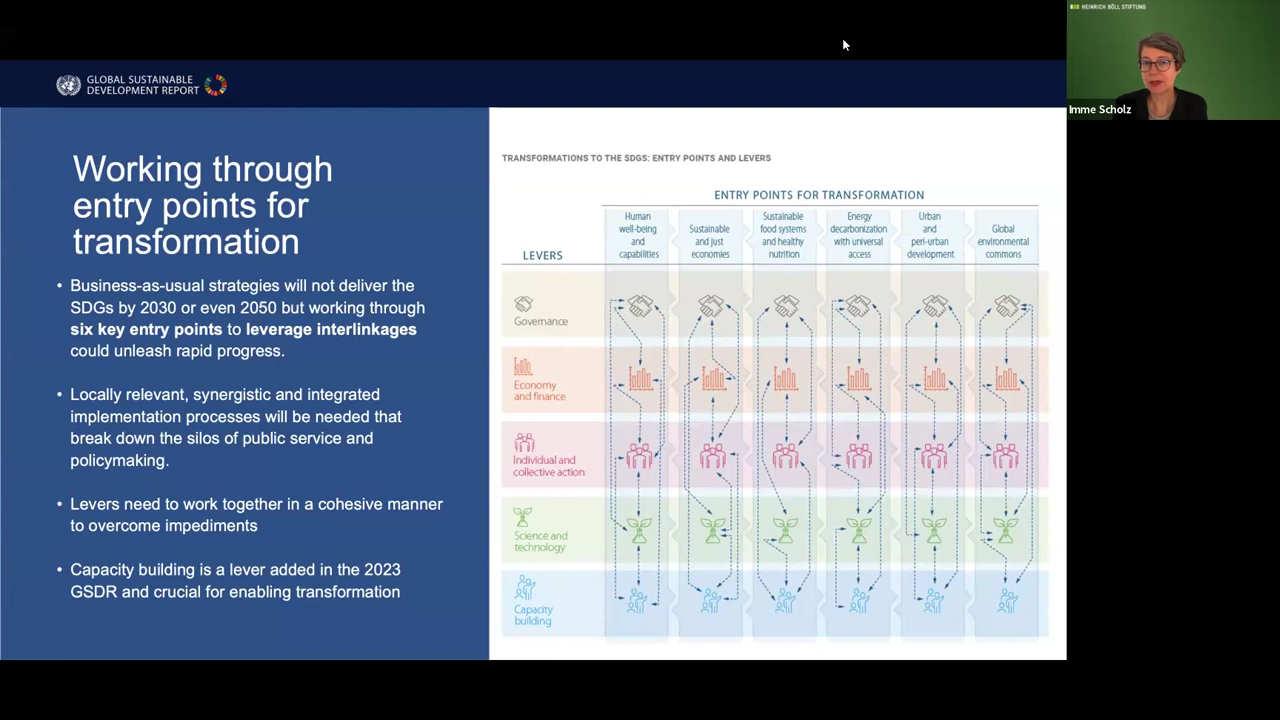 GLOBAL SUSTAINABLE
DEVELOPMENT REPORT
HEINRICH BÖLL STIFTUNG
Imme Scholz
Working through
entry points for
transformation
• Business-as-usual strategies will not deliver the
SDGs by 2030 or even 2050 but working through
six key entry points to leverage interlinkages
could unleash rapid progress.
• Locally relevant, synergistic and integrated
implementation processes will be needed that
break down the silos of public service and
policymaking.
• Levers need to work together in a cohesive manner
to overcome impediments
• Capacity building is a lever added in the 2023
GSDR and crucial for enabling transformation
TRANSFORMATIONS TO THE SDGS: ENTRY POINTS AND LEVERS
ENTRY POINTS FOR TRANSFORMATION
LEVERS
Human
well-being
and
capabilities
Sustainable
and just
economies
Sustainable
food systems
and healthy
nutrition
Energy
decarbonization
with universal
access
Urban
and
peri-urban
development
Global
environmental
commons
Governance
Economy
and finance
Individual and
collective action
Science and
technology
Capacity
building